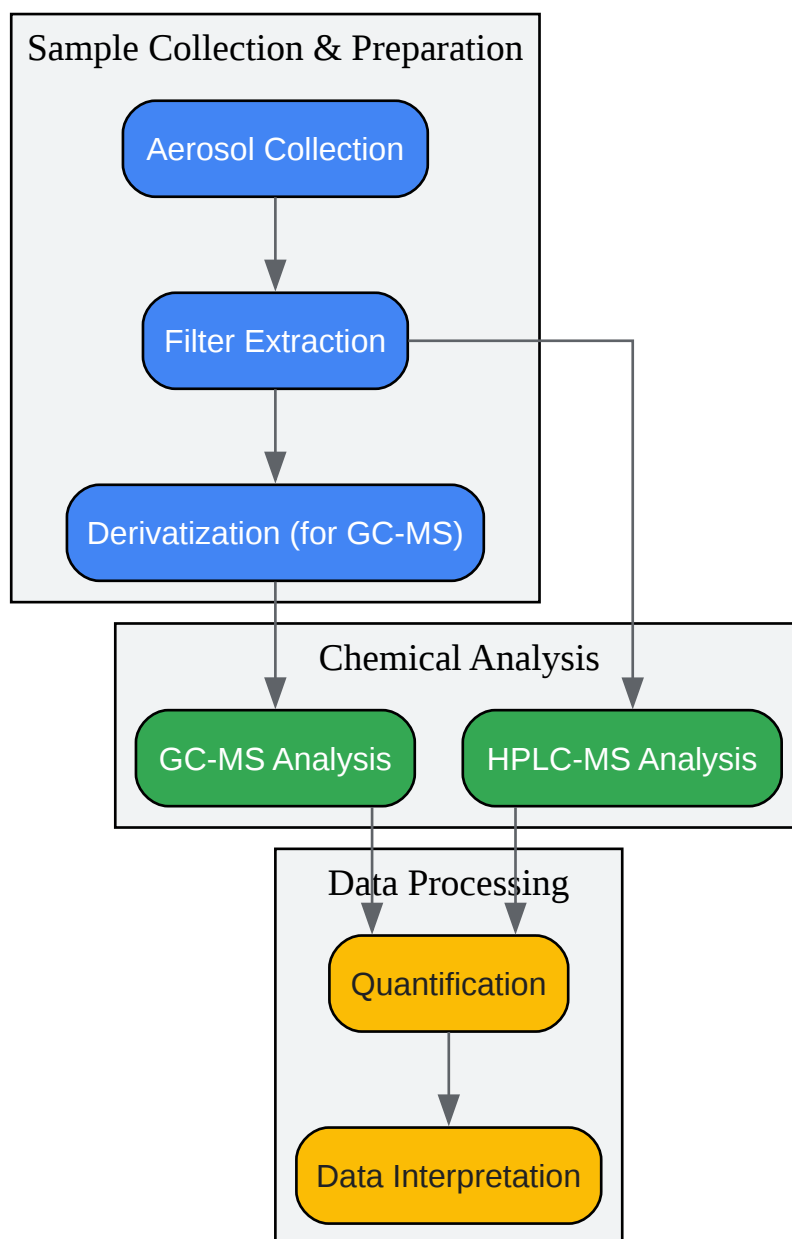 Sample Collection & Preparation
Aerosol Collection
Filter Extraction
Derivatization (for GC-MS)
Chemical Analysis
GC-MS Analysis
HPLC-MS Analysis
Data Processing
Quantification
Data Interpretation